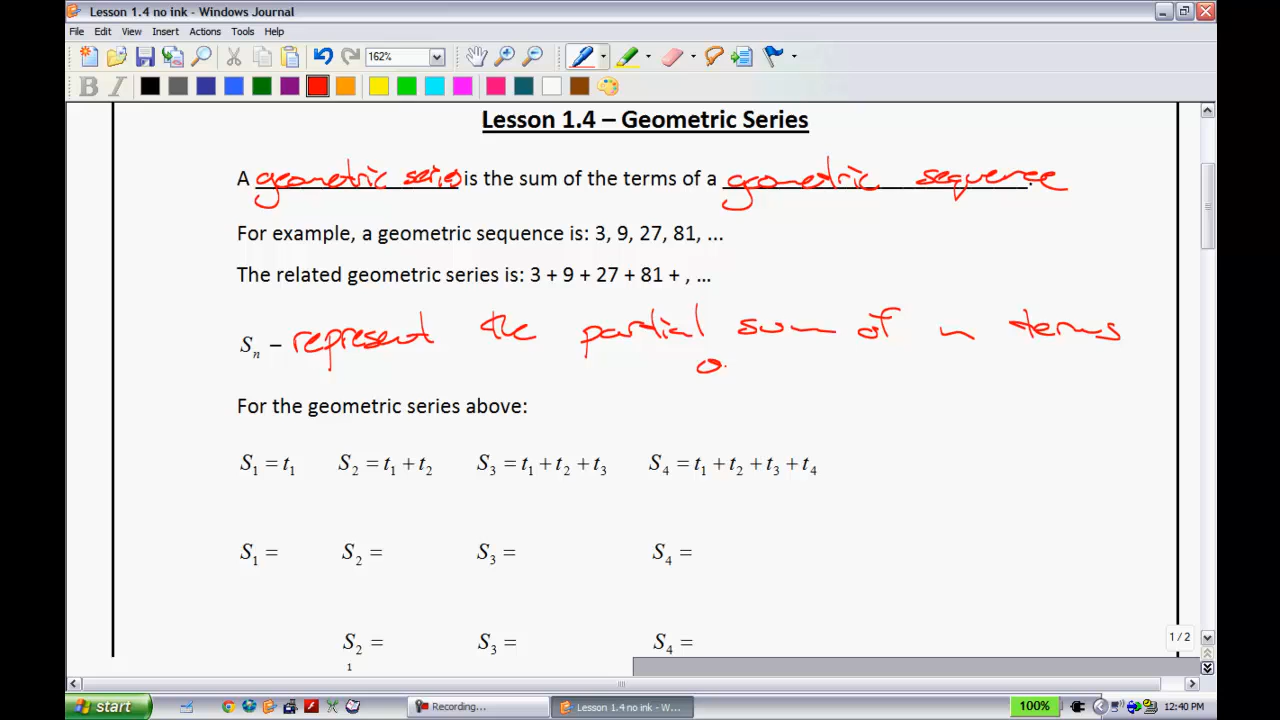 Lesson 1.4 no ink - Windows Journal
File Edit View Insert Actions Tools Help
162%
B I
Lesson 1.4 – Geometric Series
A geometric series is the sum of the terms of a geometric sequence.
For example, a geometric sequence is: 3, 9, 27, 81, ...
The related geometric series is: 3 + 9 + 27 + 81 + , ...
Sₙ – represent the partial sum of n terms
o
For the geometric series above:
S₁ = t₁ S₂ = t₁ + t₂ S₃ = t₁ + t₂ + t₃ S₄ = t₁ + t₂ + t₃ + t₄
S₁ = S₂ = S₃ = S₄ =
S₂ = S₃ = S₄ =
1
1 / 2
start Recording... Lesson 1.4 no ink - W... 100% 12:40 PM